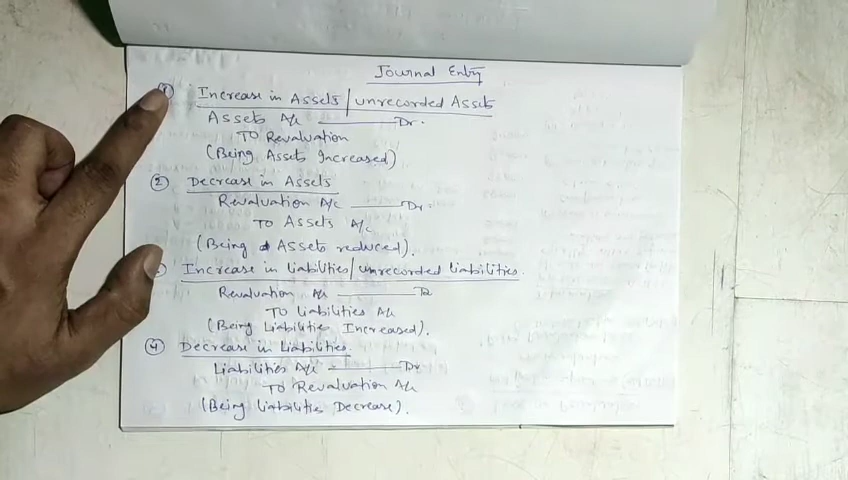 Journal Entry
① Increase in Assets / unrecorded Assets
Assets A/c Dr.
To Revaluation
(Being Assets Increased)
② Decrease in Assets
Revaluation A/c Dr.
To Assets A/c
(Being Assets reduced).
Increase in liabilities / unrecorded liabilities.
Revaluation A/c Dr
To Liabilities A/c
(Being Liabilities Increased).
④ Decrease in Liabilities.
Liabilities A/c Dr
To Revaluation A/c
(Being liabilities Decrease).